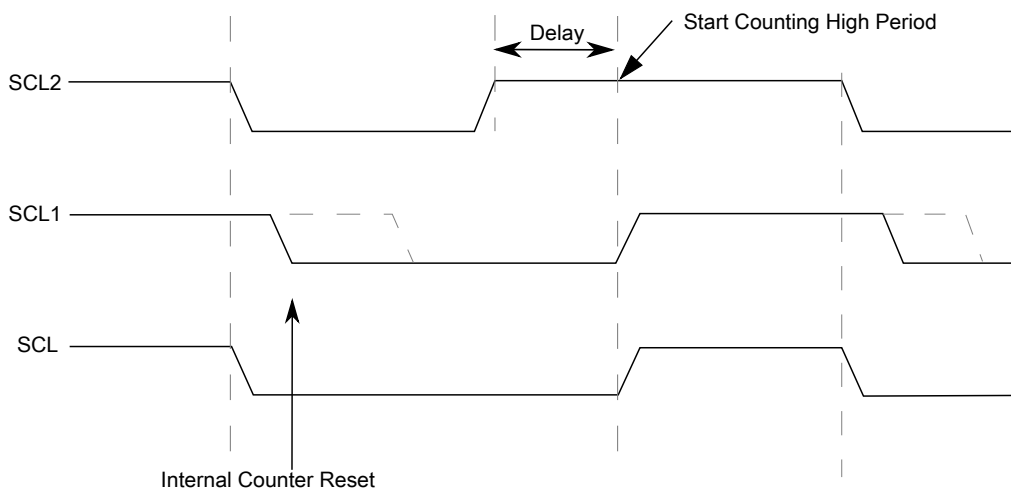 Start Counting High Period
Delay
SCL2
SCL1
SCL
Internal Counter Reset